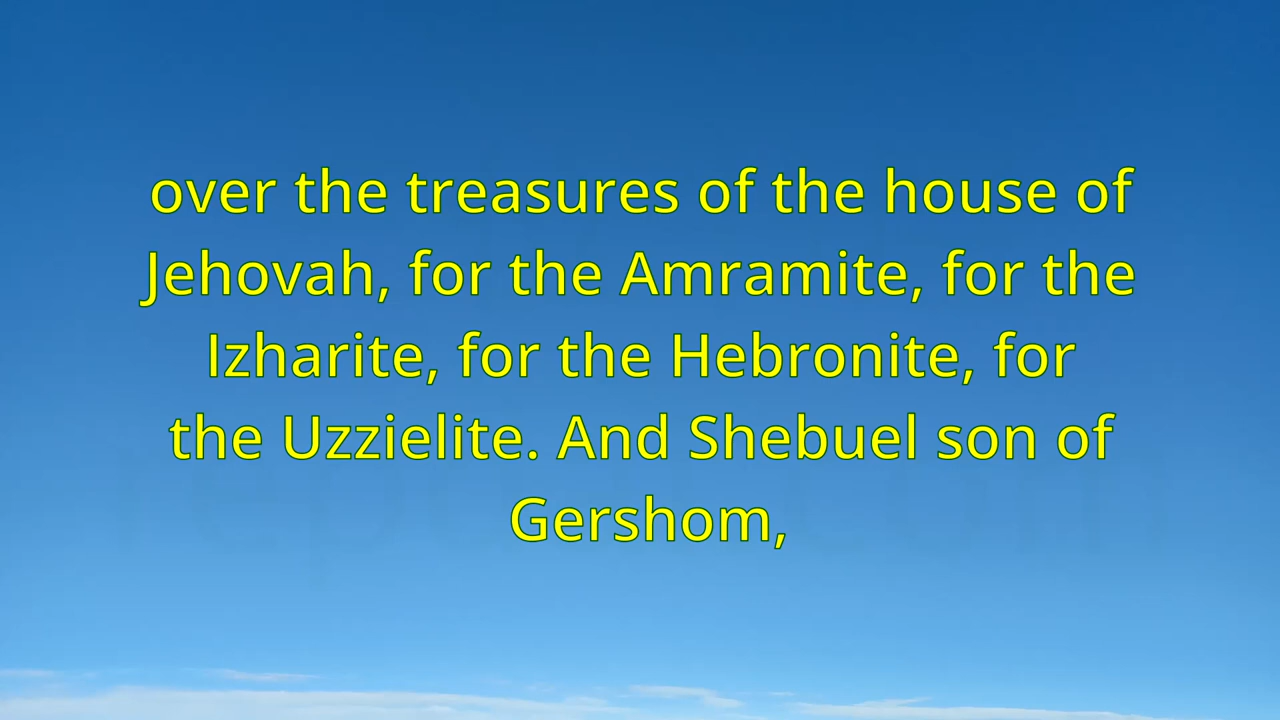 over the treasures of the house of
Jehovah, for the Amramite, for the
Izharite, for the Hebronite, for
the Uzzielite. And Shebuel son of
Gershom,